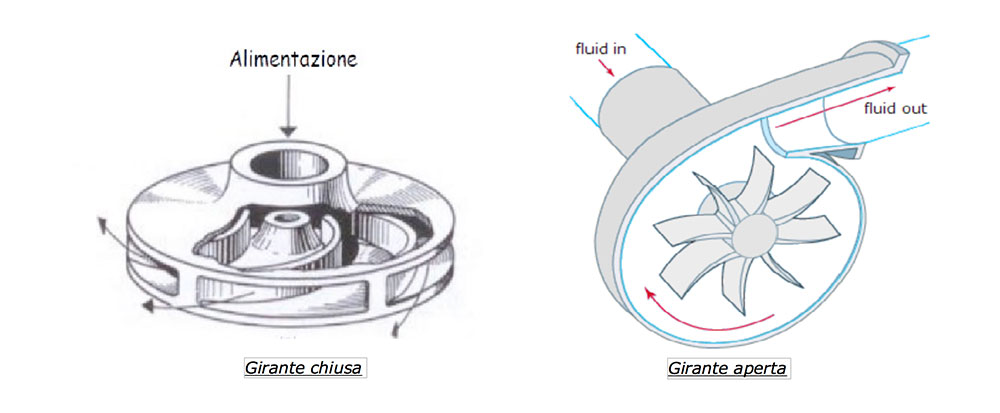 Alimentazione
fluid in
fluid out
Girante chiusa
Girante aperta